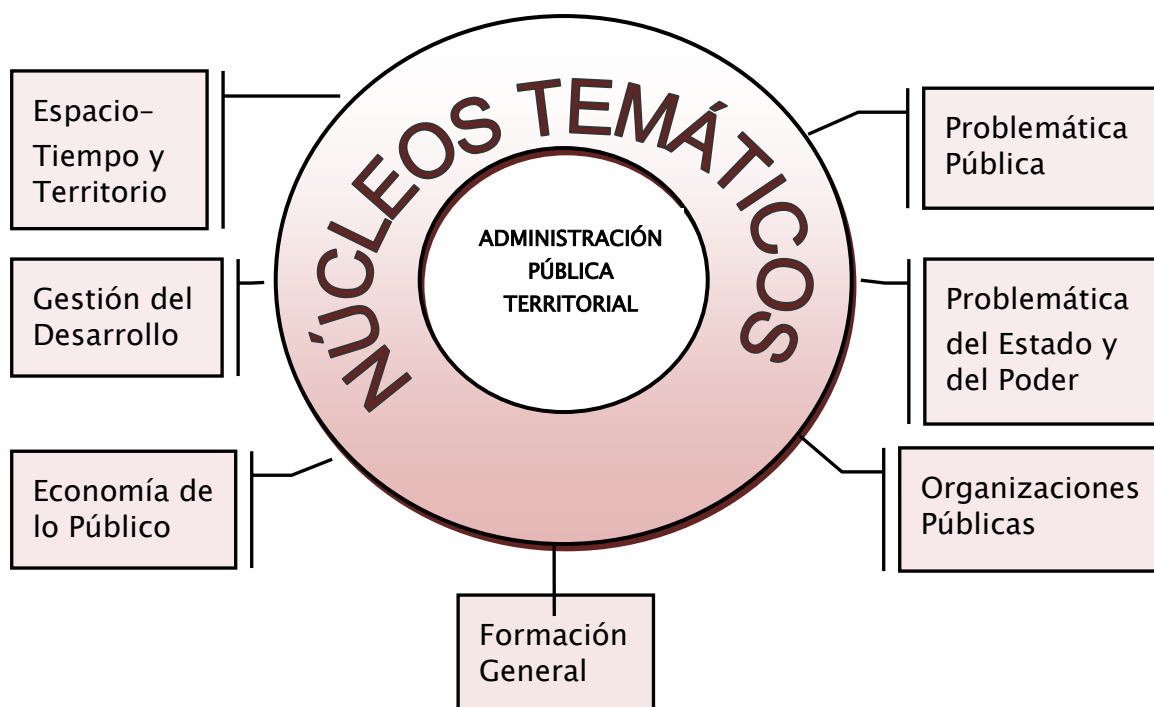 NÚCLEOS TEMÁTICOS
ADMINISTRACIÓN
PÚBLICA
TERRITORIAL
Espacio–
Tiempo y
Territorio
Gestión del
Desarrollo
Economía de
lo Público
Formación
General
Problemática
Pública
Problemática
del Estado y
del Poder
Organizaciones
Públicas